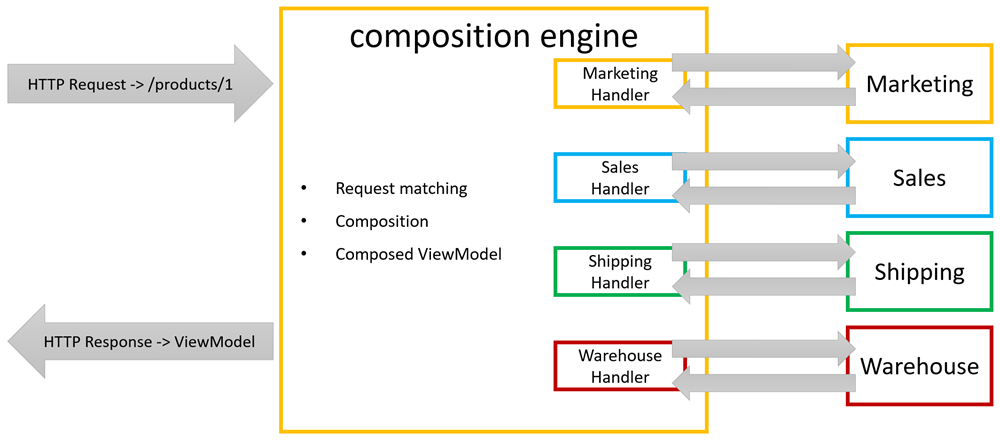 composition engine
HTTP Request -> /products/1
Marketing
Handler
Marketing
Sales
Handler
Sales
• Request matching
• Composition
• Composed ViewModel
Shipping
Handler
Shipping
HTTP Response -> ViewModel
Warehouse
Handler
Warehouse